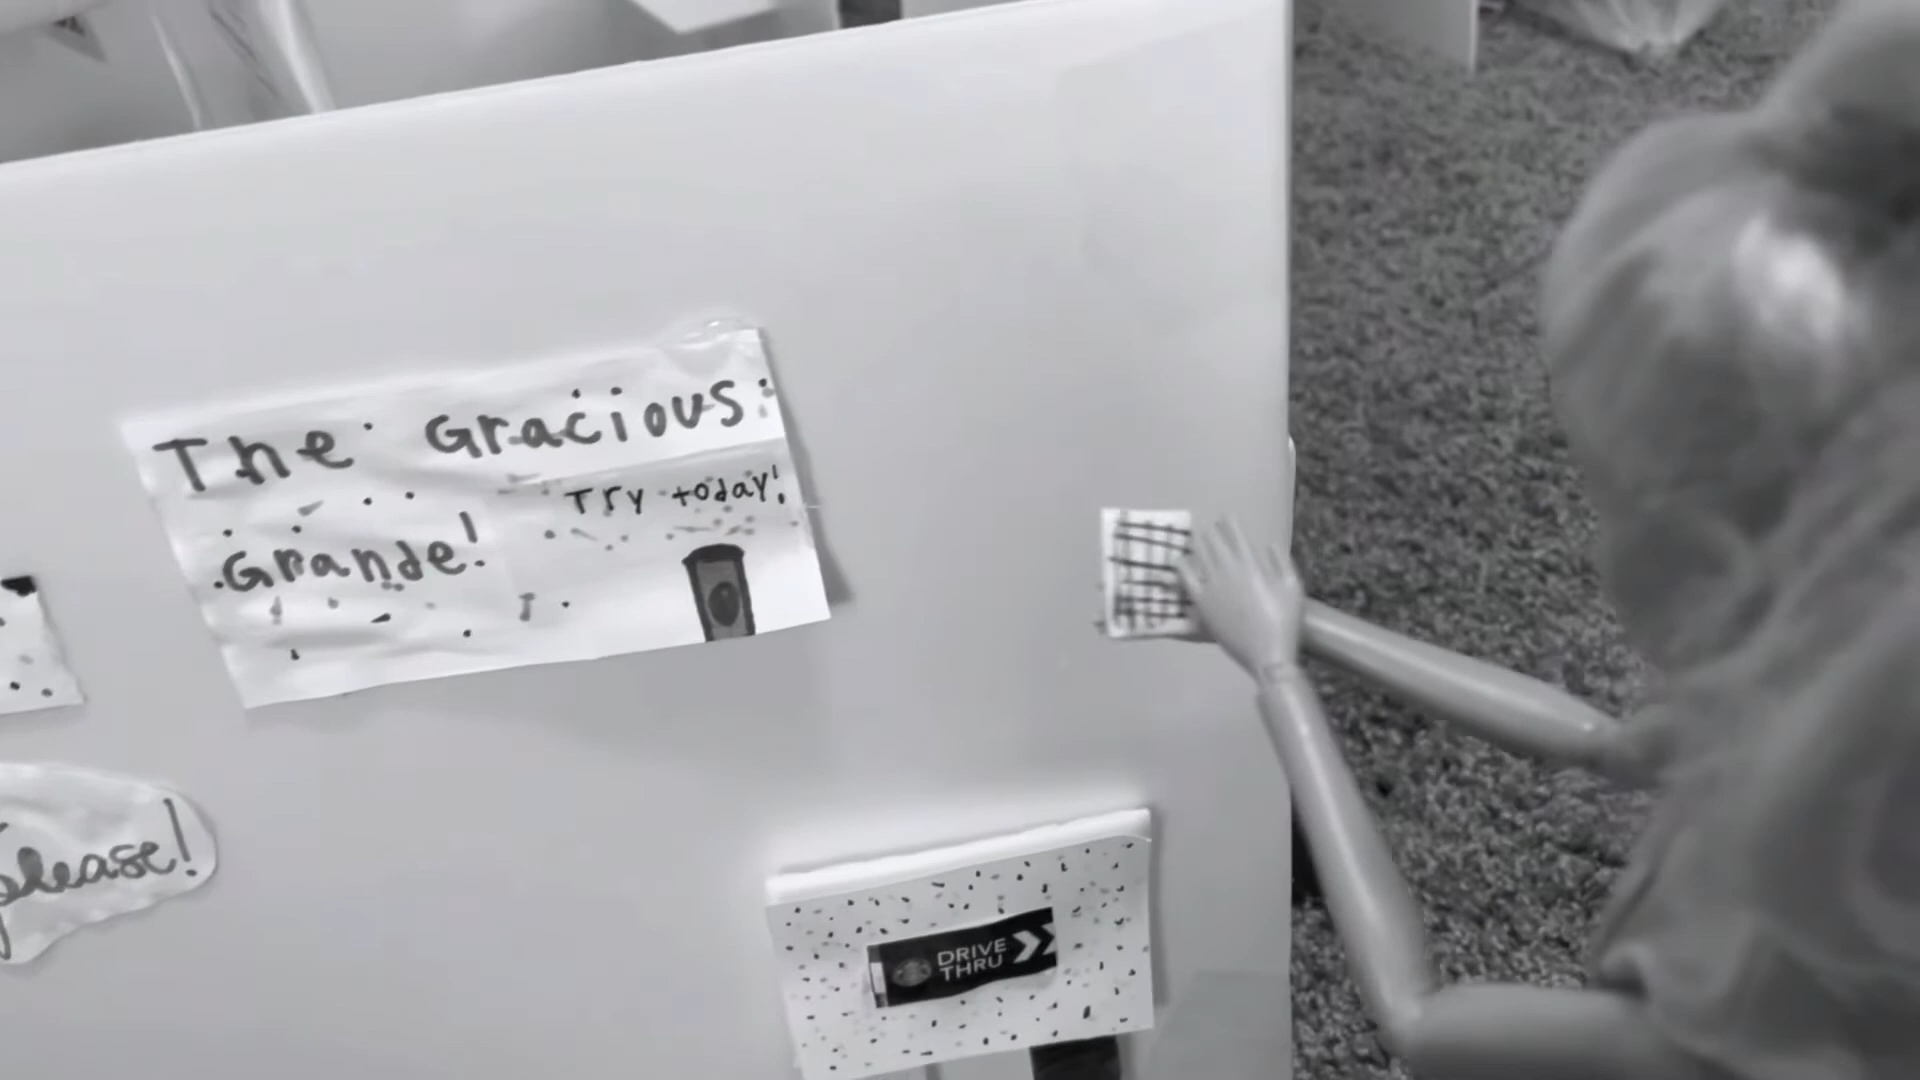 The Gracious
Grande!
Try today!
please!
DRIVE
THRU